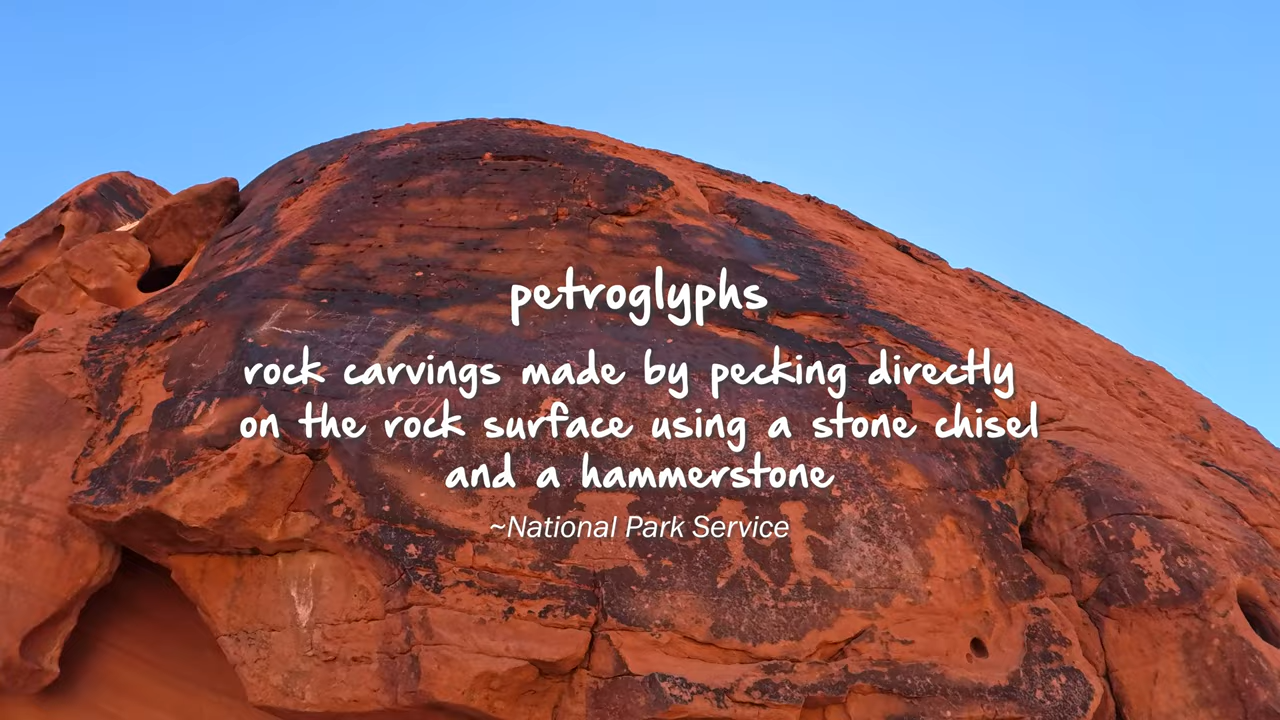 petroglyphs
rock carvings made by pecking directly
on the rock surface using a stone chisel
and a hammerstone
~National Park Service